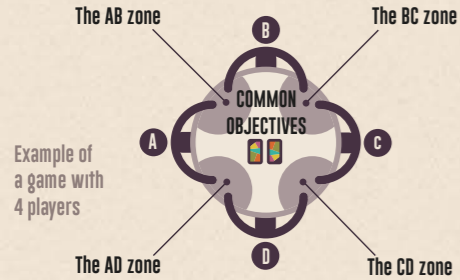 The AB zone
The BC zone
B
COMMON
OBJECTIVES
A
C
Example of
a game with
4 players
D
The AD zone
The CD zone